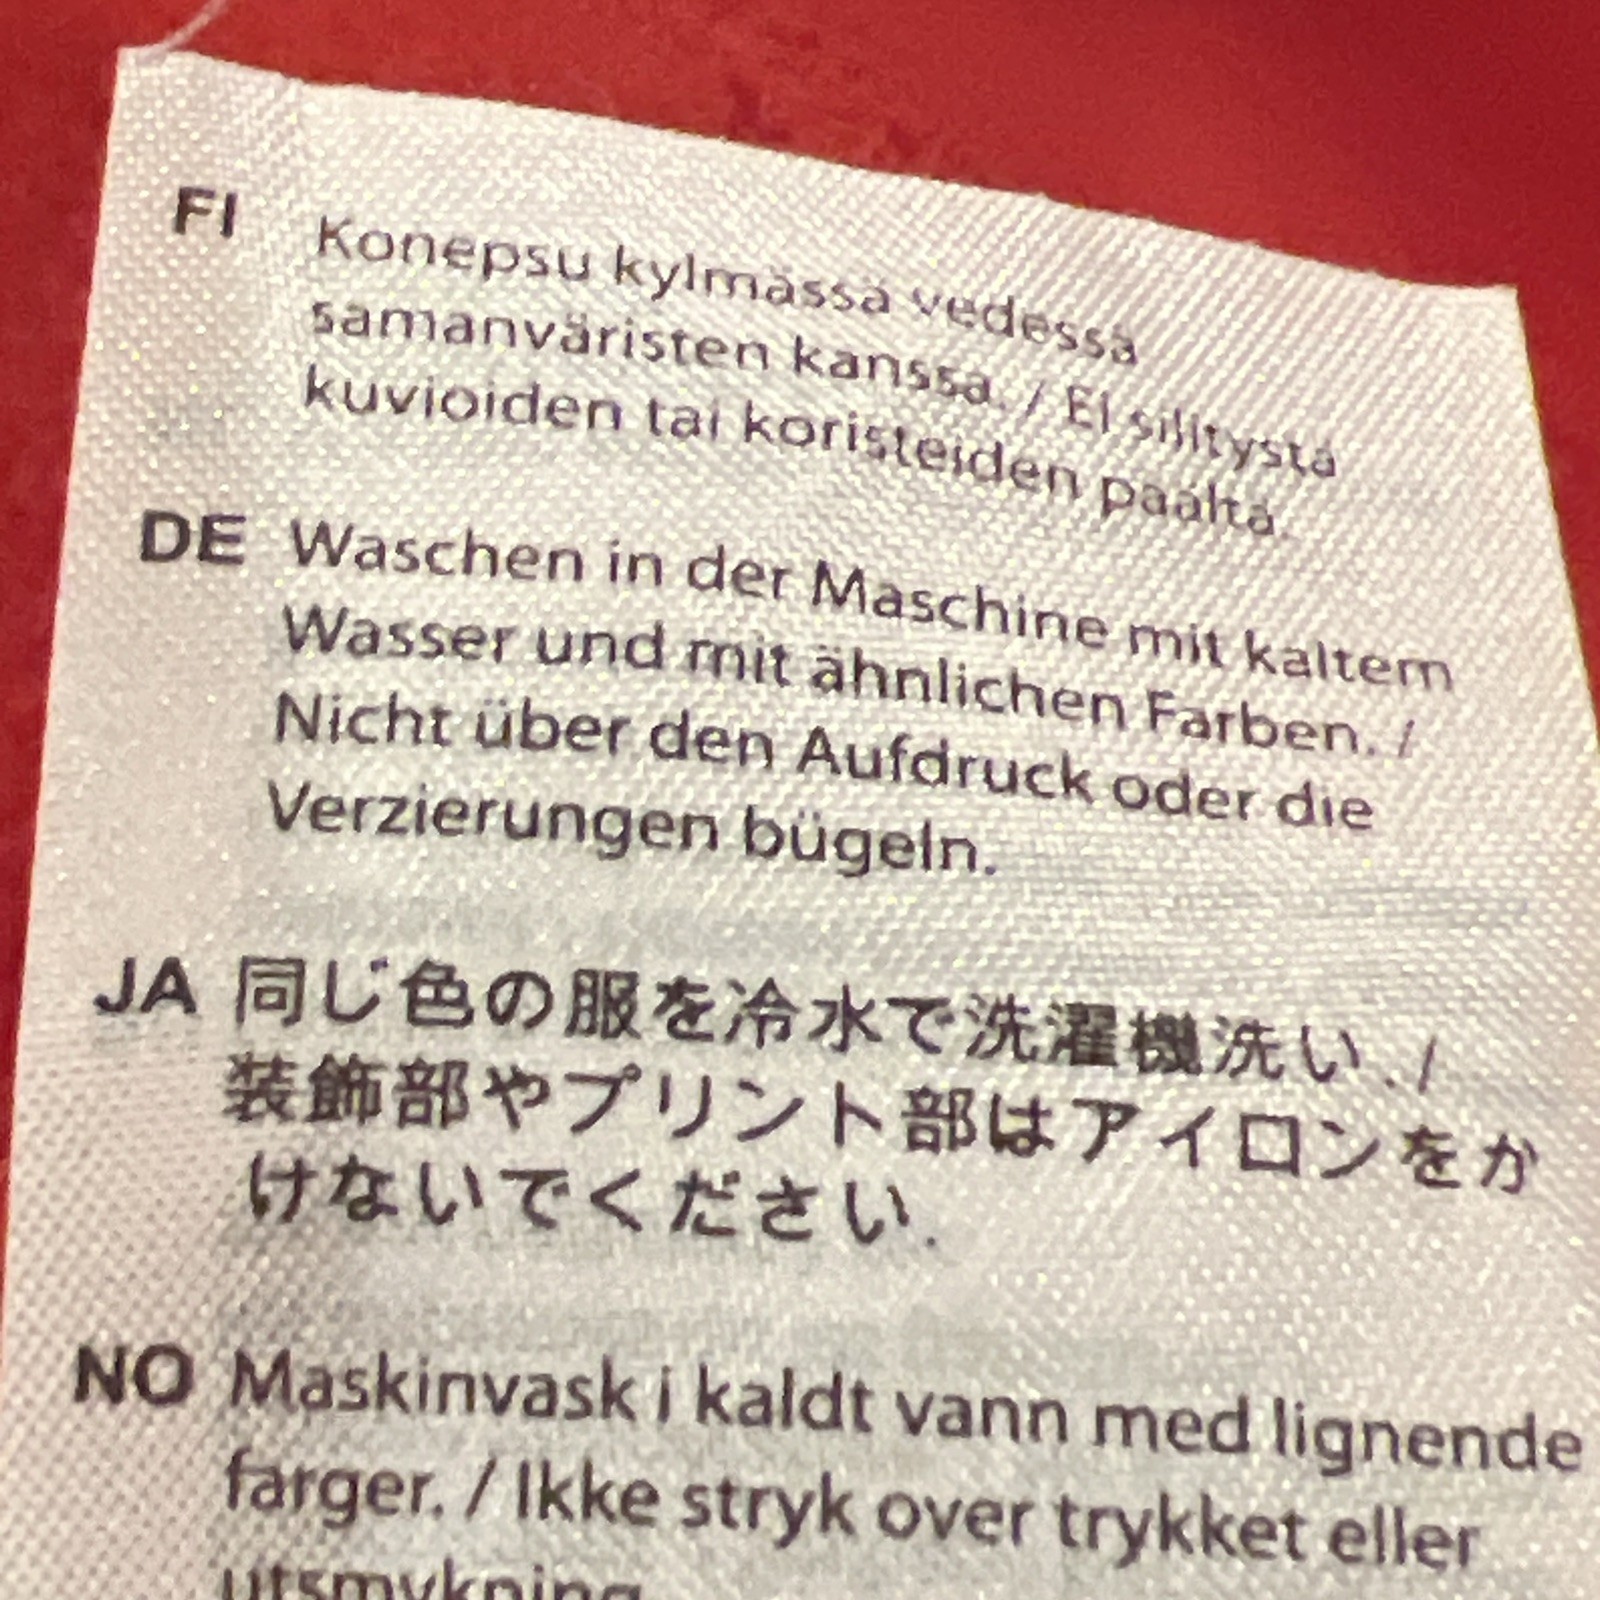 FI Konepsu kylmässä vedessä
samanväristen kanssa. / Ei silitystä
kuvioiden tai koristeiden päältä.
DE Waschen in der Maschine mit kaltem
Wasser und mit ähnlichen Farben. /
Nicht über den Aufdruck oder die
Verzierungen bügeln.
JA 同じ色の服を冷水で洗濯機洗い. /
装飾部やプリント部はアイロンをか
けないでください.
NO Maskinvask i kaldt vann med lignende
farger. / Ikke stryk over trykket eller
utsmykning